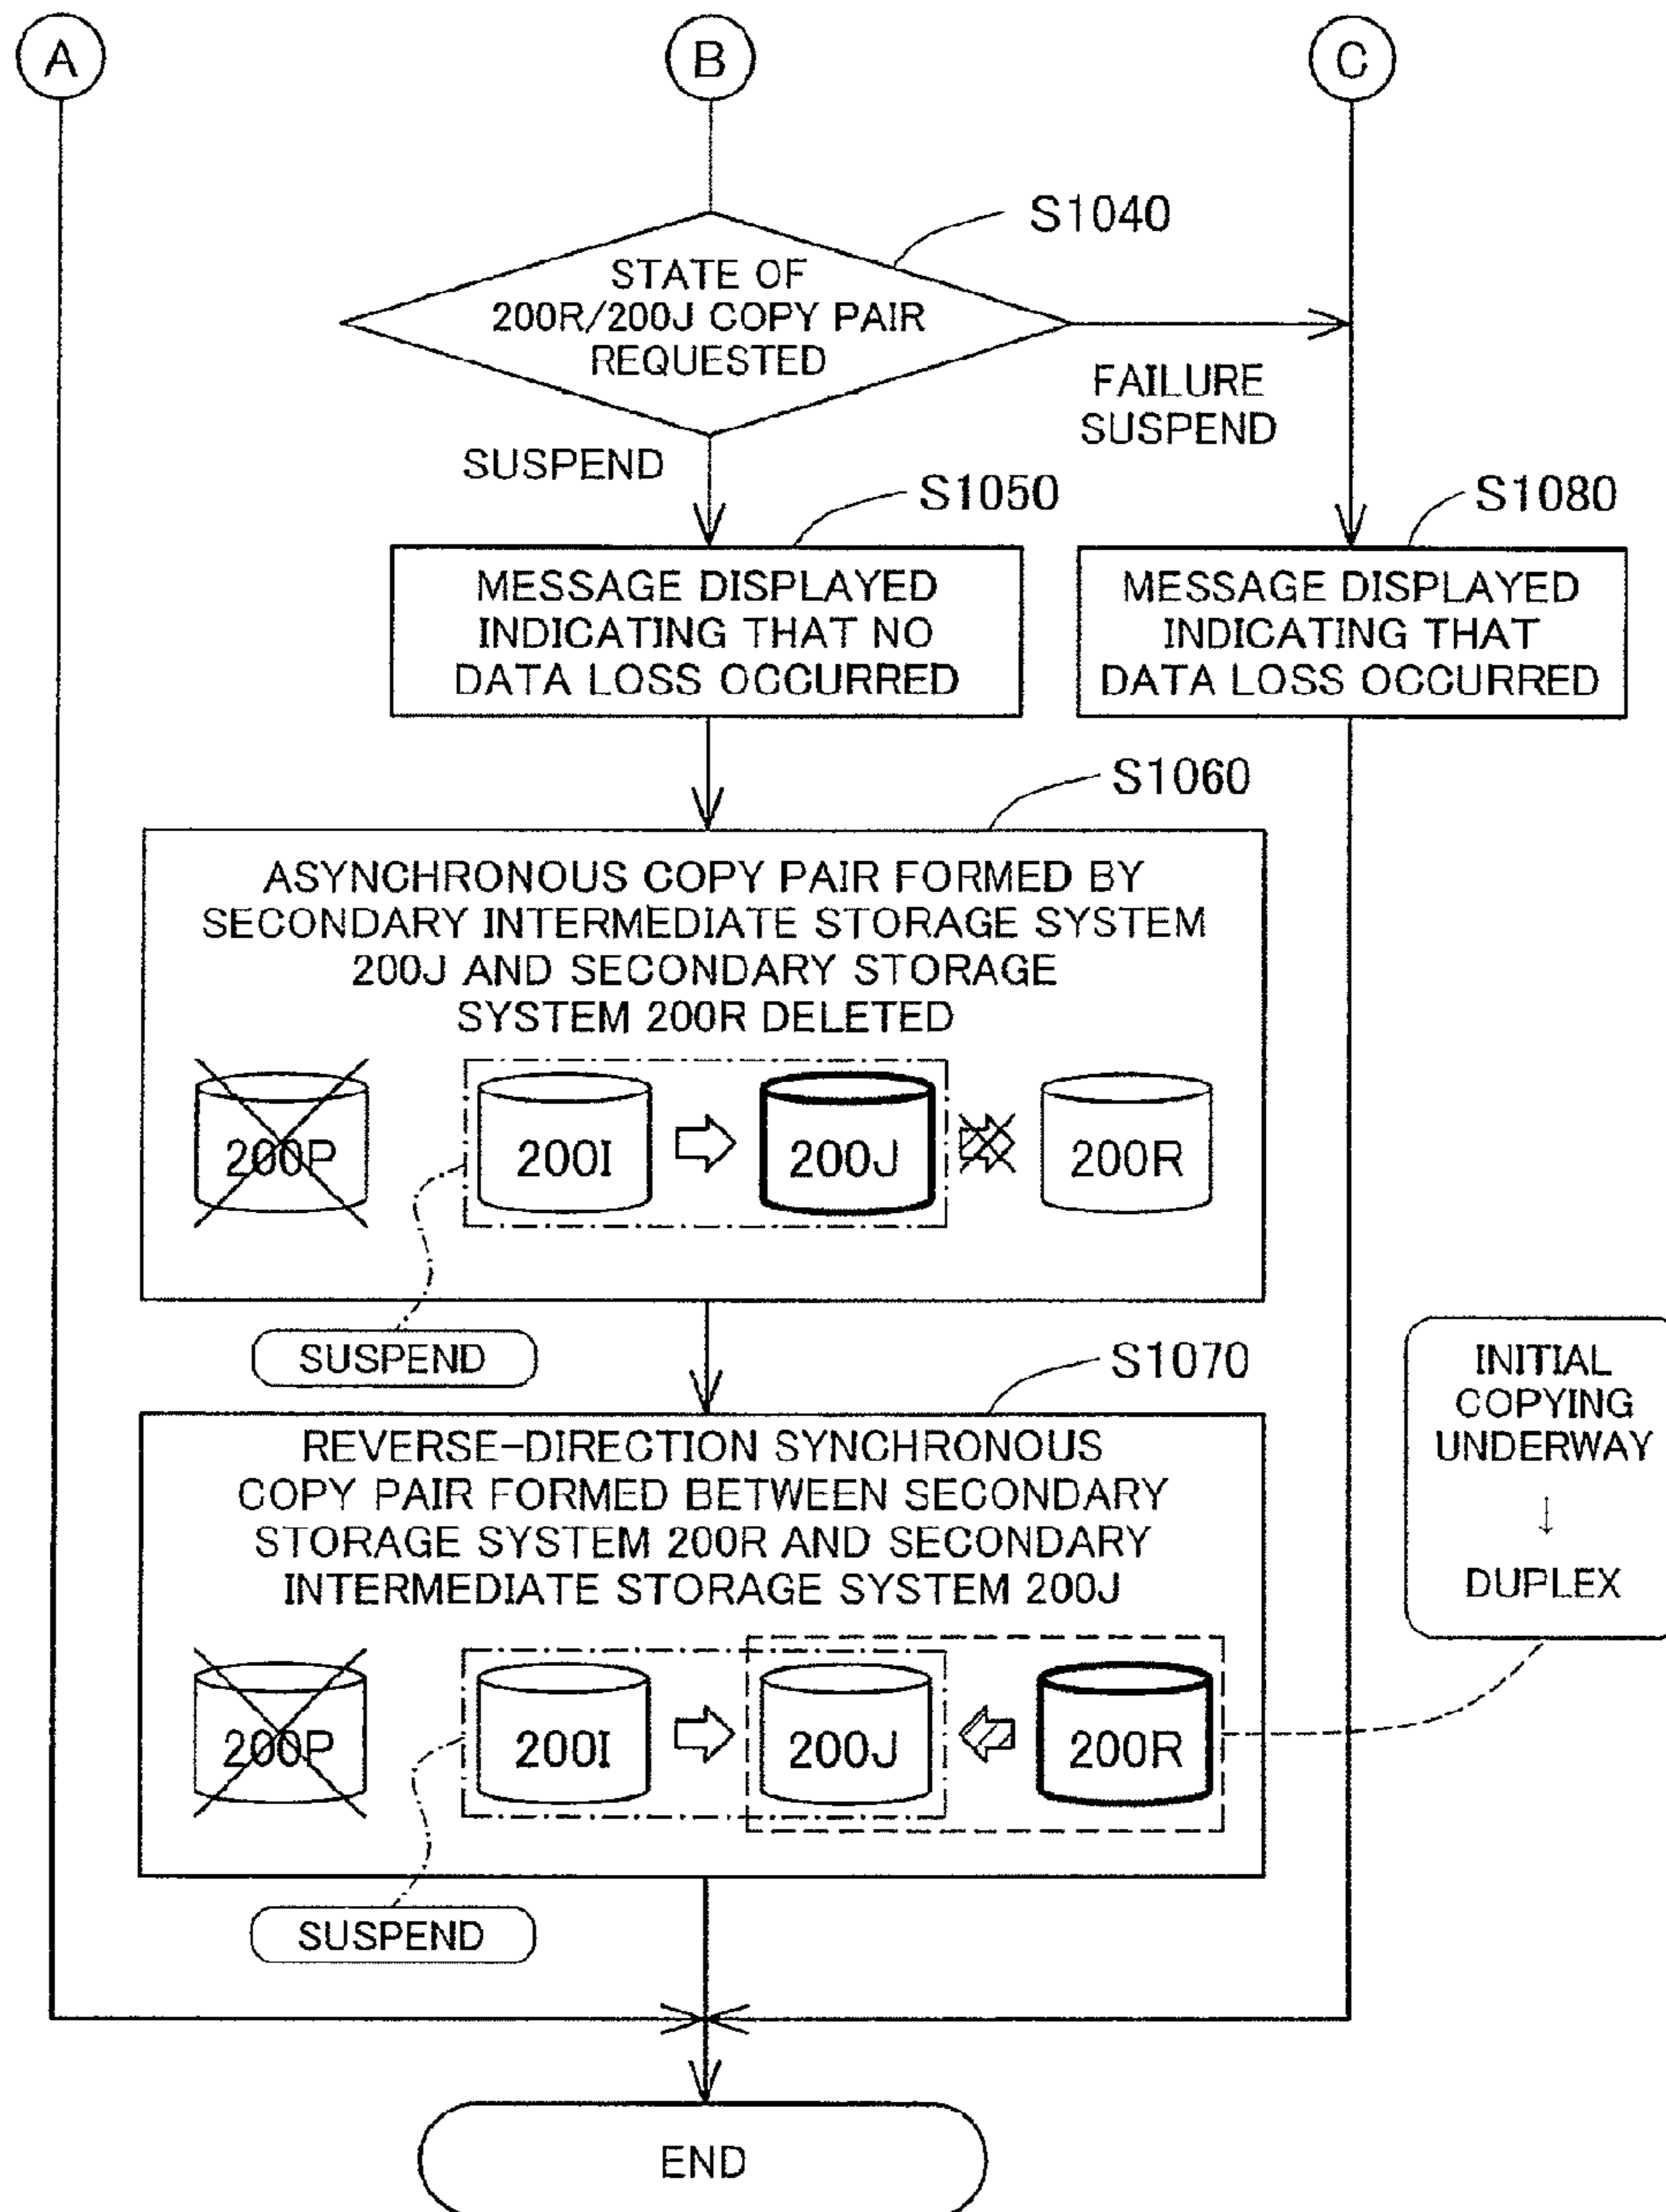 A
B
C
S1040
STATE OF
200R/200J COPY PAIR
REQUESTED
FAILURE
SUSPEND
SUSPEND
S1050
S1080
MESSAGE DISPLAYED
INDICATING THAT NO
DATA LOSS OCCURRED
MESSAGE DISPLAYED
INDICATING THAT
DATA LOSS OCCURRED
S1060
ASYNCHRONOUS COPY PAIR FORMED BY
SECONDARY INTERMEDIATE STORAGE SYSTEM
200J AND SECONDARY STORAGE
SYSTEM 200R DELETED
200P
200I
200J
200R
SUSPEND
S1070
INITIAL
COPYING
UNDERWAY
↓
DUPLEX
REVERSE-DIRECTION SYNCHRONOUS
COPY PAIR FORMED BETWEEN SECONDARY
STORAGE SYSTEM 200R AND SECONDARY
INTERMEDIATE STORAGE SYSTEM 200J
200P
200I
200J
200R
SUSPEND
END